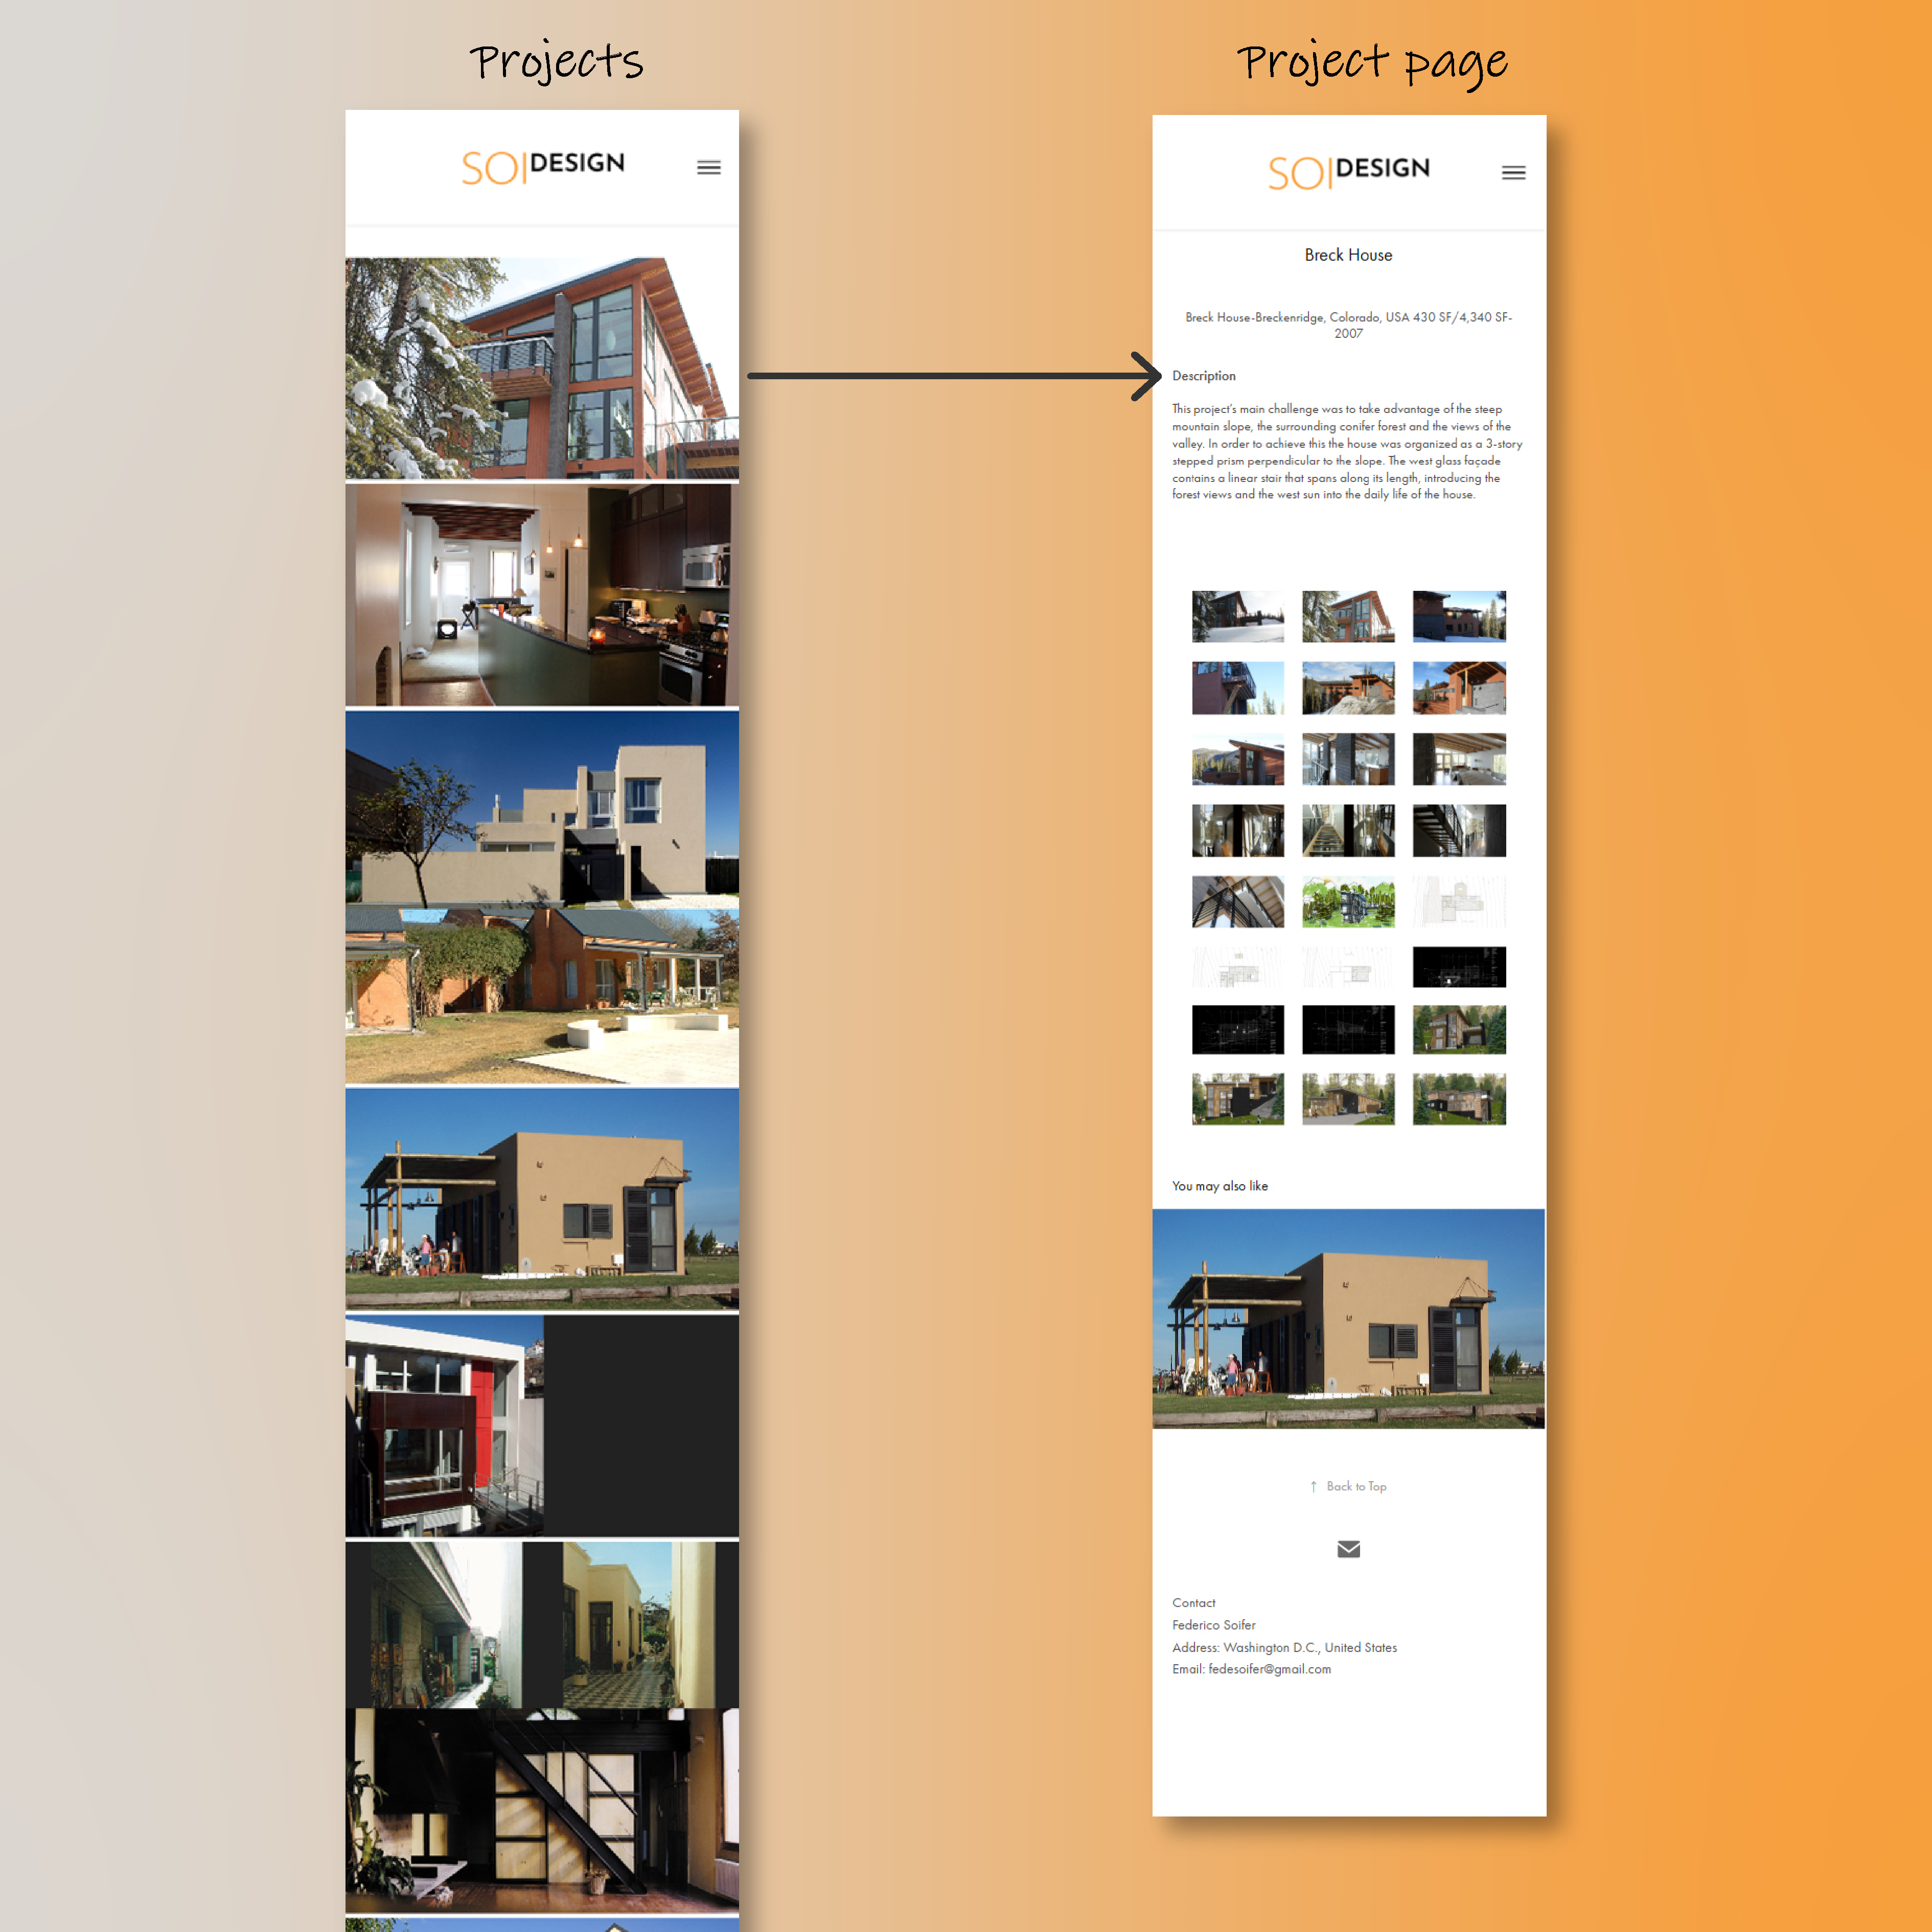 Projects
Project page
SO|DESIGN
SO|DESIGN
Breck House
Breck House-Breckenridge, Colorado, USA 430 SF/4,340 SF-
2007
Description
This project's main challenge was to take advantage of the steep
mountain slope, the surrounding conifer forest and the views of the
valley. In order to achieve this the house was organized as a 3-story
stepped prism perpendicular to the slope. The west glass façade
contains a linear stair that spans along its length, introducing the
forest views and the west sun into the daily life of the house.
You may also like
↑ Back to Top
Contact
Federico Soifer
Address: Washington D.C., United States
Email: fedesoifer@gmail.com